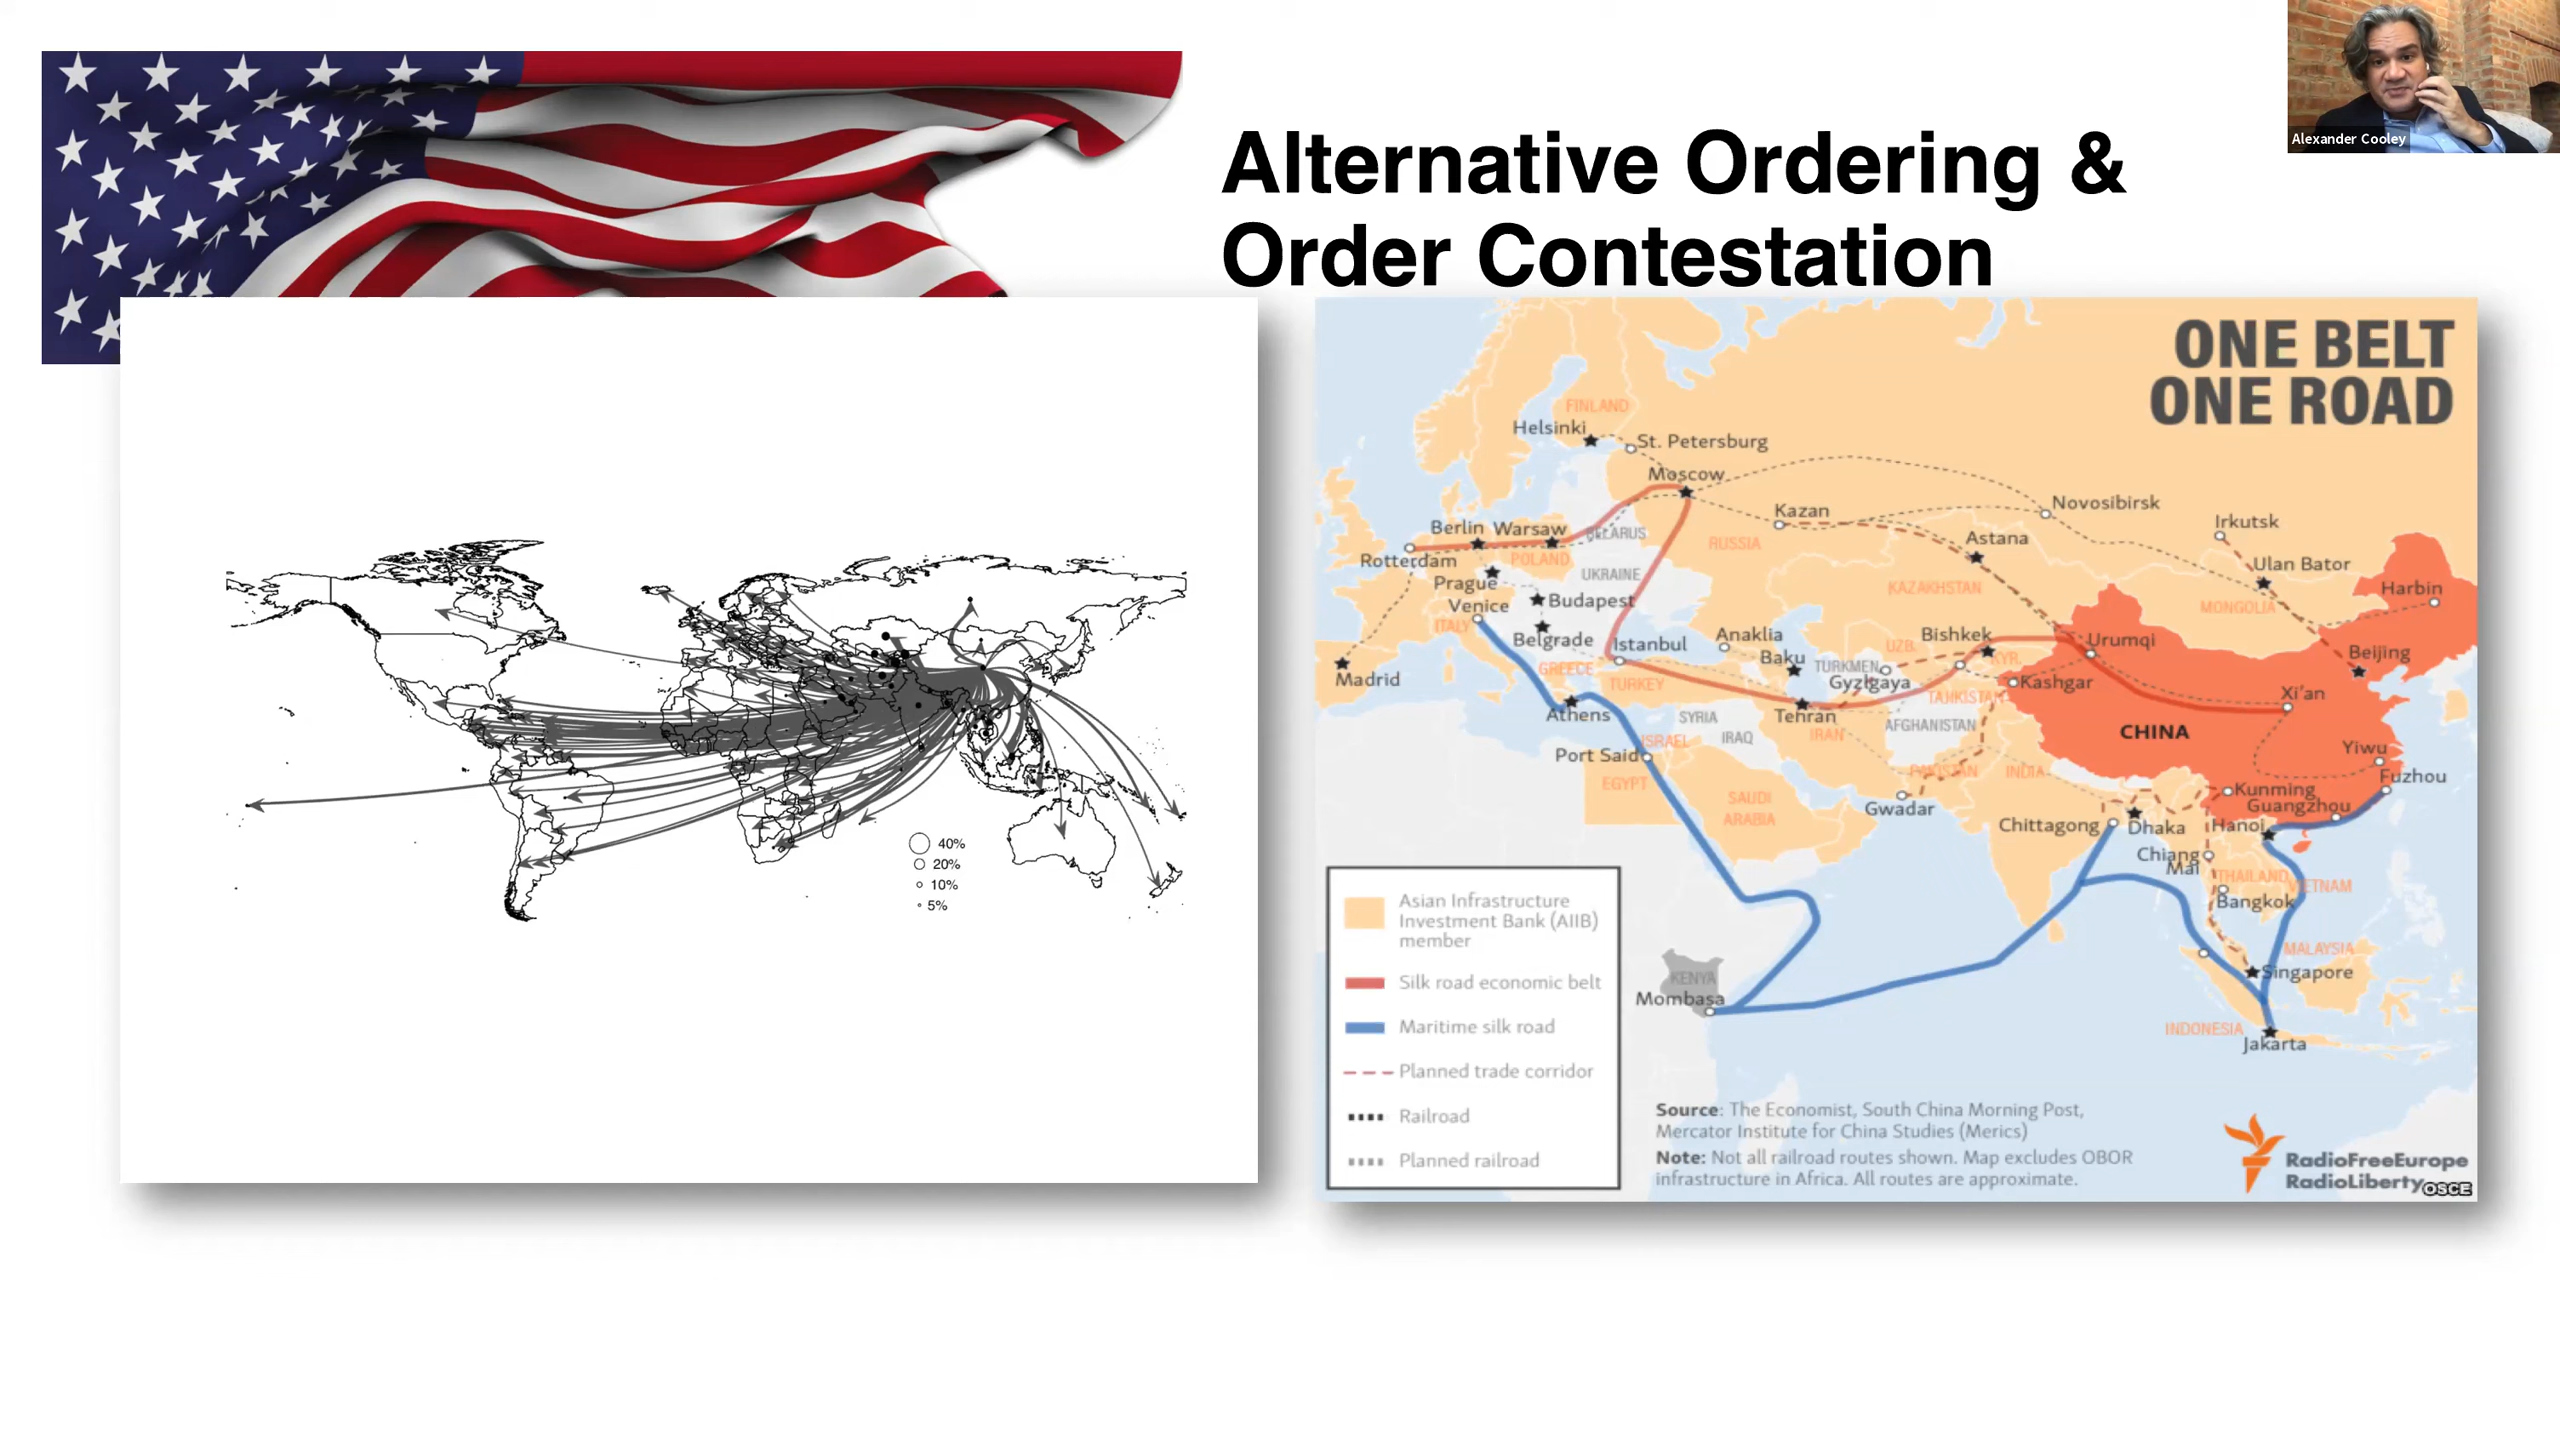 Alexander Cooley
Alternative Ordering &
Order Contestation
40%
20%
10%
5%
ONE BELT
ONE ROAD
FINLAND
Helsinki
St. Petersburg
Moscow
Kazan
Novosibirsk
Irkutsk
Astana
Ulan Bator
Harbin
Berlin
Warsaw
BELARUS
RUSSIA
Rotterdam
POLAND
Prague
UKRAINE
KAZAKHSTAN
MONGOLIA
Budapest
Venice
ITALY
Belgrade
Istanbul
Anaklia
Bishkek
Urumqi
Beijing
UZB.
KYR.
Baku
TURKMEN.
Madrid
GREECE
TURKEY
Gyzlgaya
Kashgar
TAJIKISTAN
Xi'an
Athens
SYRIA
Tehran
AFGHANISTAN
CHINA
IRAQ
IRAN
ISRAEL
Port Said
Yiwu
PAKISTAN
INDIA
Fuzhou
EGYPT
SAUDI
ARABIA
Gwadar
Kunming
Guangzhou
Chittagong
Dhaka
Hanoi
Chiang
Mai
THAILAND
VIETNAM
Bangkok
MALAYSIA
KENYA
Singapore
Mombasa
INDONESIA
Jakarta
Asian Infrastructure
Investment Bank (AIIB)
member
Silk road economic belt
Maritime silk road
Planned trade corridor
Railroad
Planned railroad
Source: The Economist, South China Morning Post,
Mercator Institute for China Studies (Merics)
Note: Not all railroad routes shown. Map excludes OBOR
infrastructure in Africa. All routes are approximate.
RadioFreeEurope
RadioLiberty
OSCE